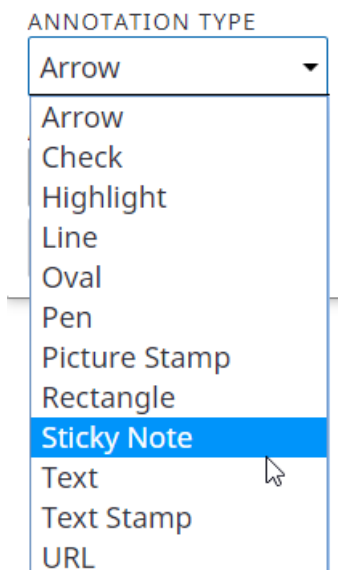 ANNOTATION TYPE
Arrow
Arrow
Check
Highlight
Line
Oval
Pen
Picture Stamp
Rectangle
Sticky Note
Text
Text Stamp
URL